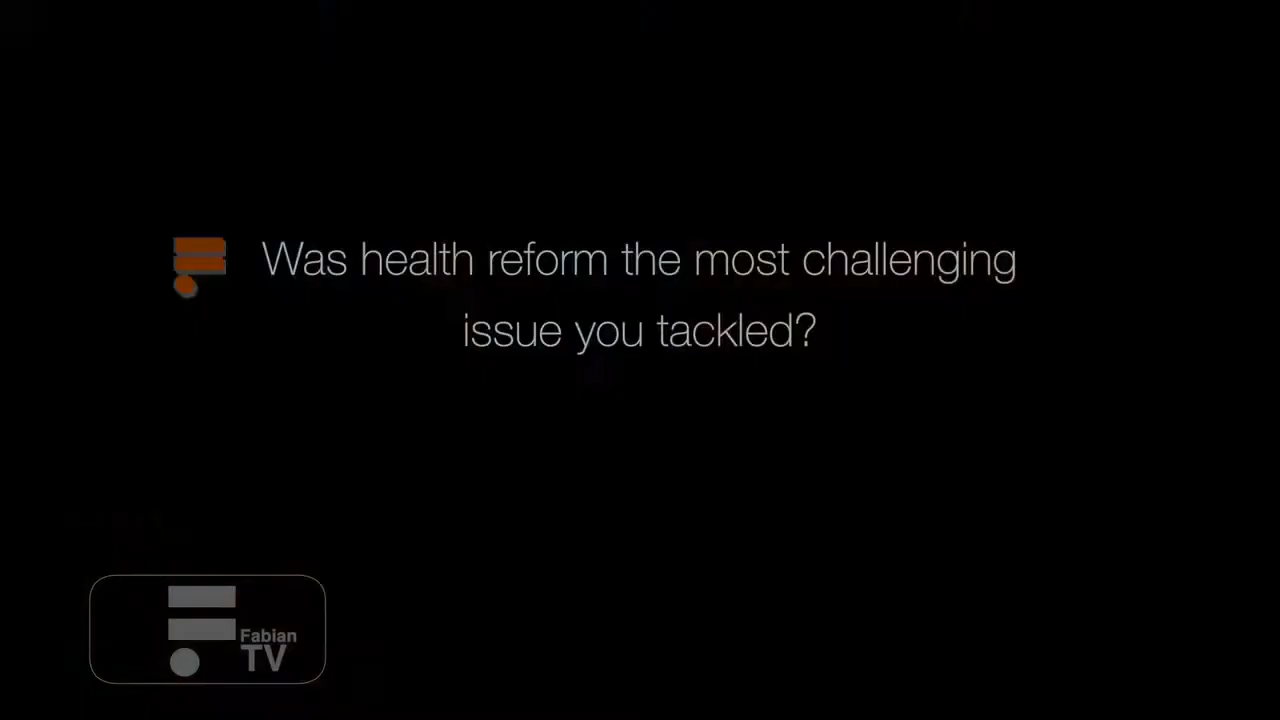 Was health reform the most challenging
issue you tackled?
Fabian
TV